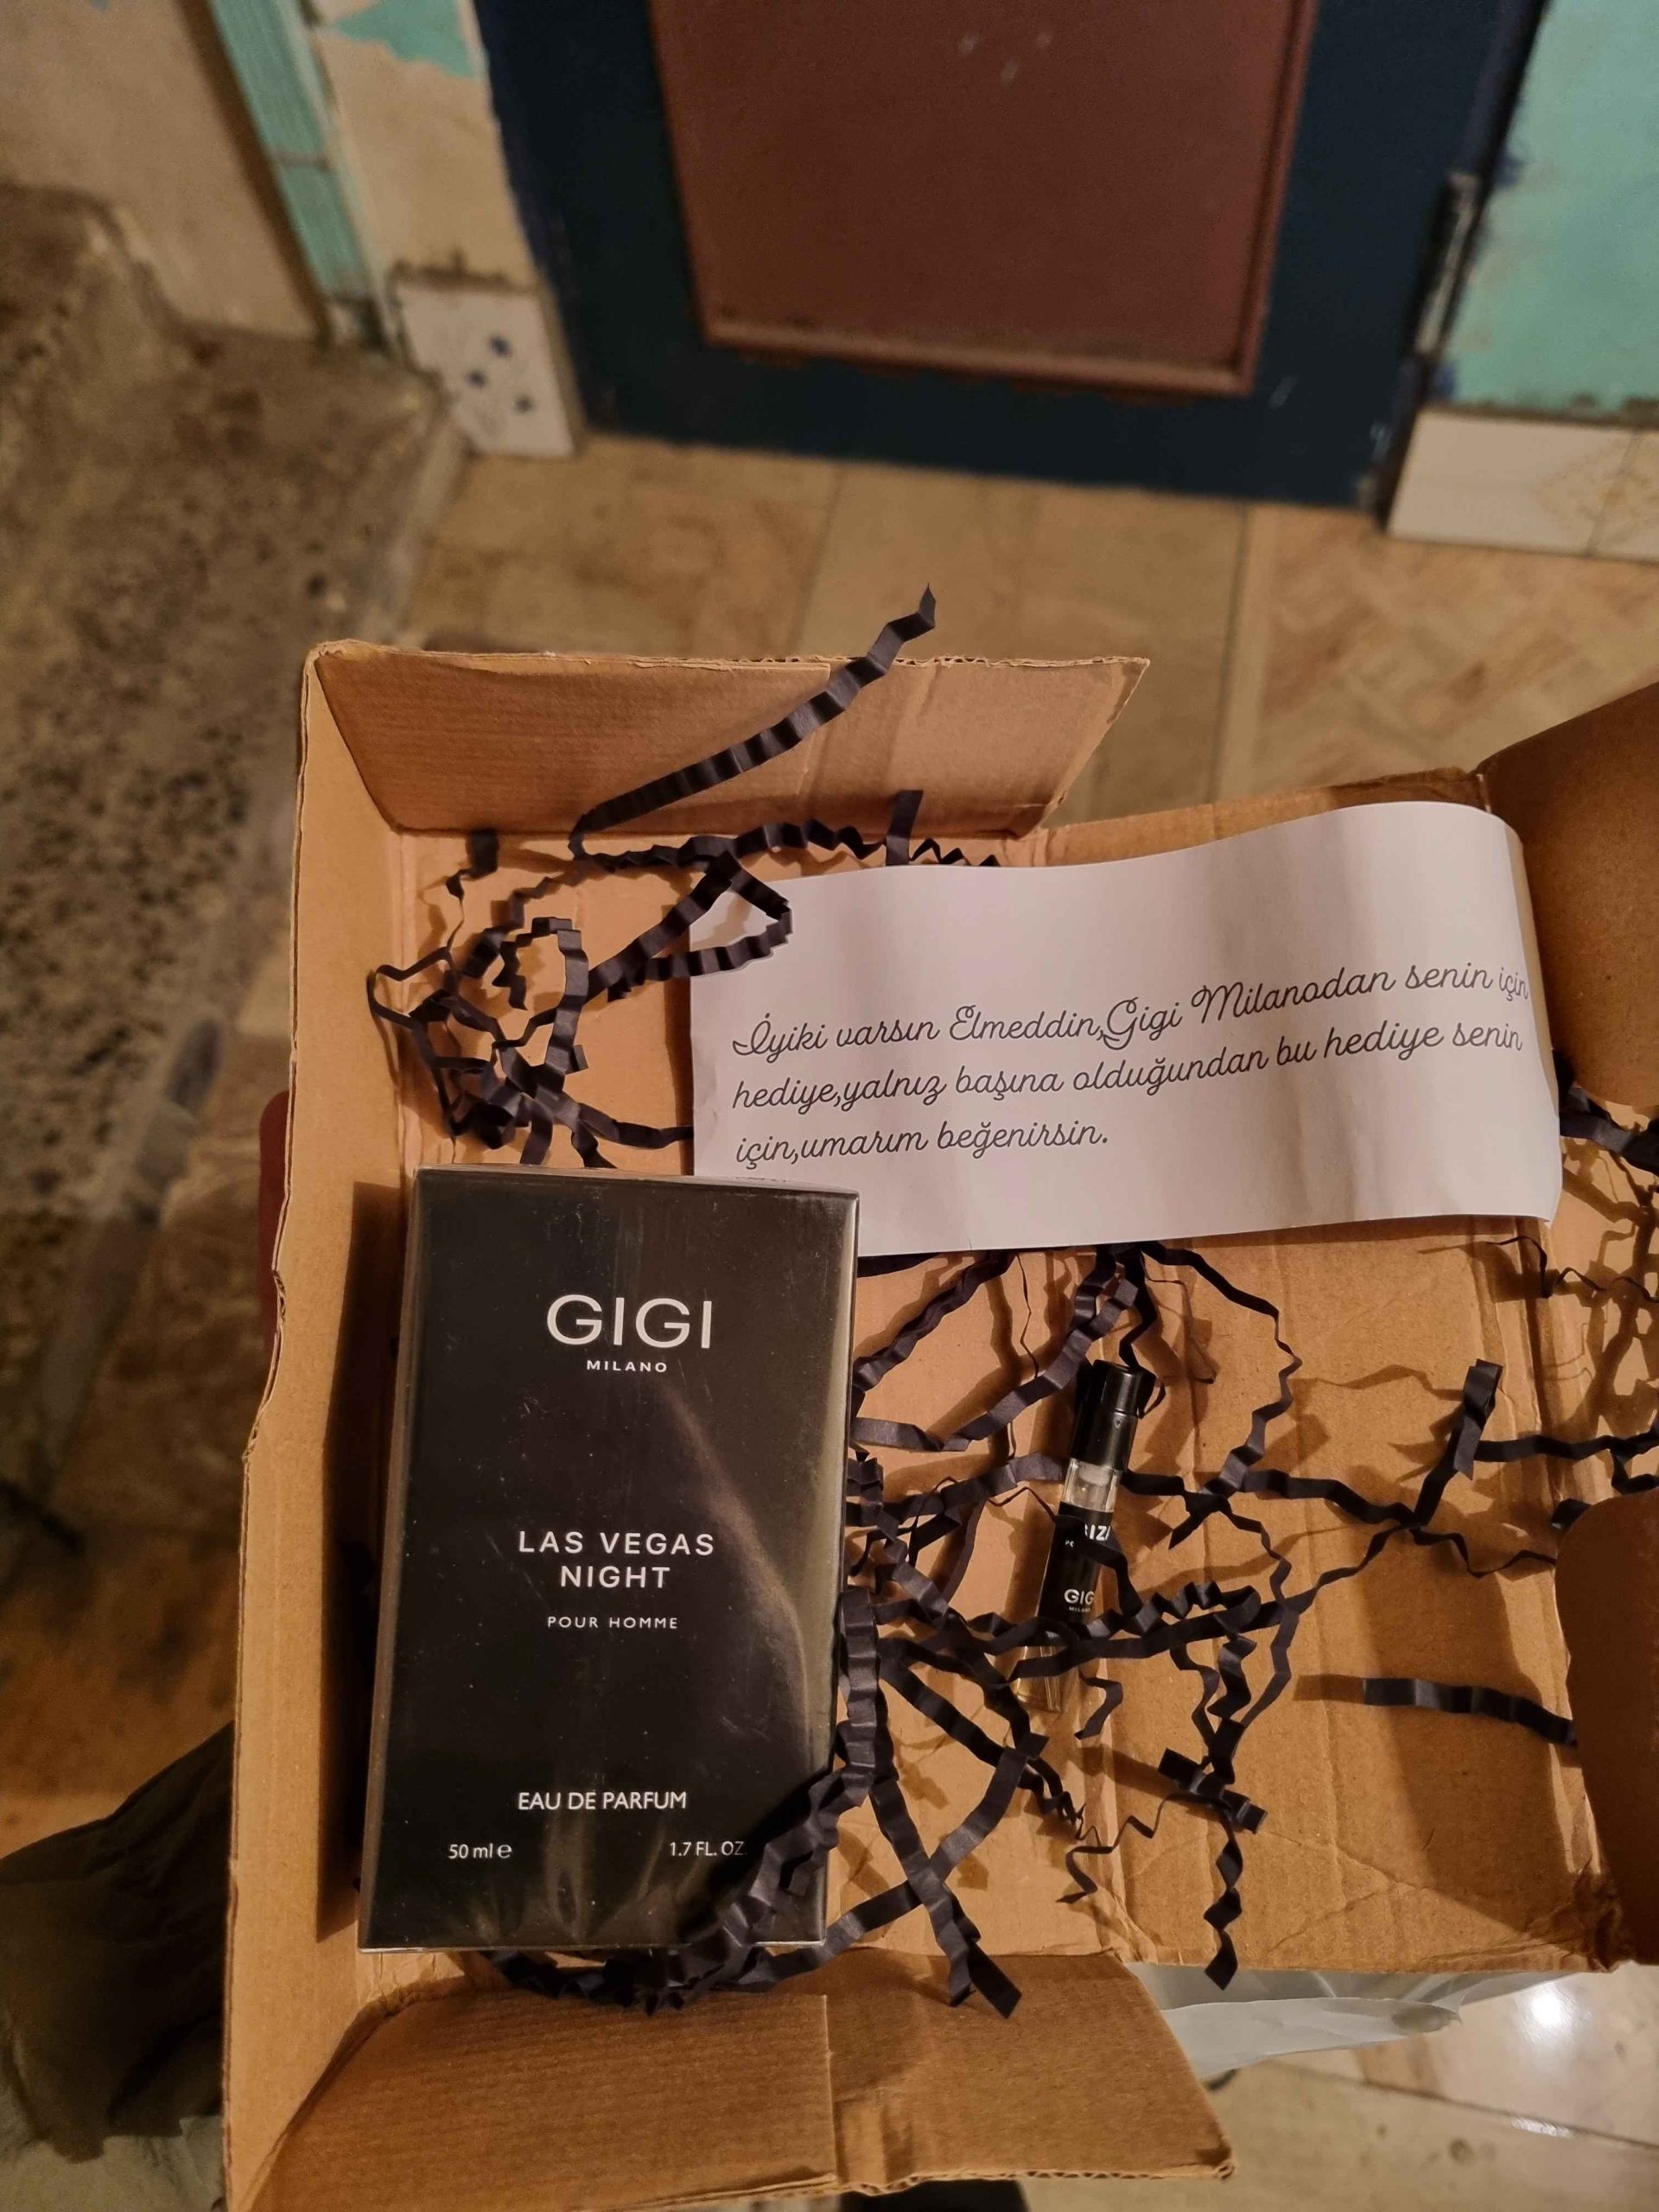 İyiki varsın Elmeddin,Gigi Milanodan senin için
hediye,yalnız başına olduğundan bu hediye senin
için,umarım beğenirsin.
GIGI
MILANO
LAS VEGAS
NIGHT
POUR HOMME
EAU DE PARFUM
50 ml e
1.7 FL. OZ.
GIGI
MILANO